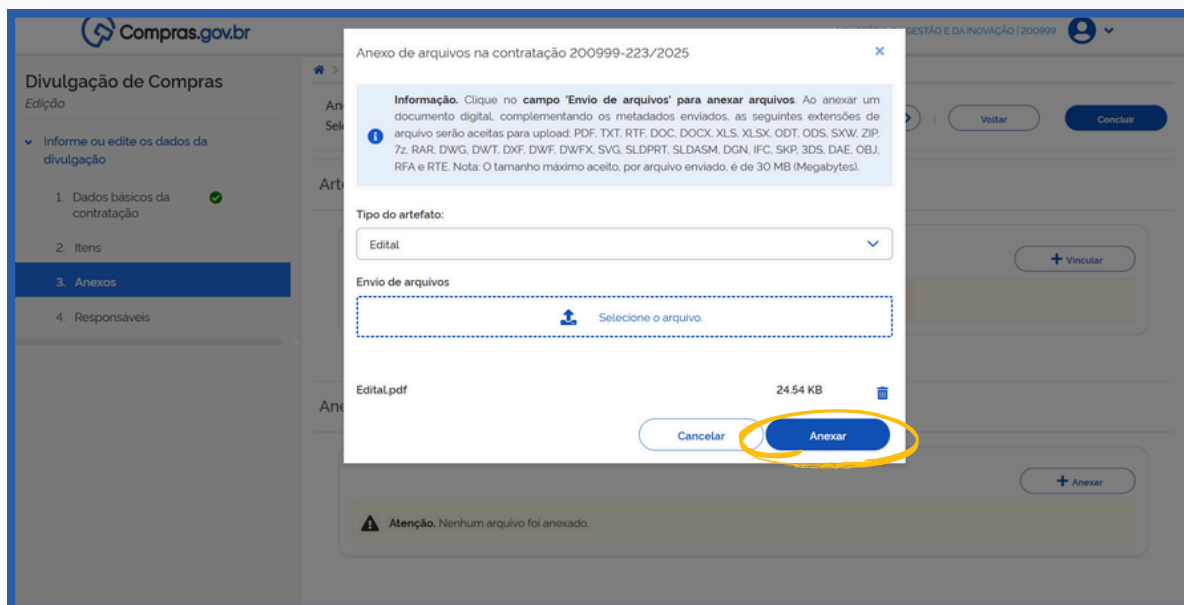 Compras.gov.br
GESTÃO E DA INOVAÇÃO | 200999
Divulgação de Compras
Edição
Informe ou edite os dados da
divulgação
1. Dados básicos da
contratação
2. Itens
3. Anexos
4. Responsáveis
Voltar
Concluir
Anexo de arquivos na contratação 200999-223/2025
Informação. Clique no campo 'Envio de arquivos' para anexar arquivos. Ao anexar um
documento digital, complementando os metadados enviados, as seguintes extensões de
arquivo serão aceitas para upload: PDF, TXT, RTF, DOC, DOCX, XLS, XLSX, ODT, ODS, SXW, ZIP,
7z, RAR, DWG, DWT, DXF, DWF, DWFX, SVG, SLDPRT, SLDASM, DGN, IFC, SKP, 3DS, DAE, OBJ,
RFA e RTE. Nota: O tamanho máximo aceito, por arquivo enviado, é de 30 MB (Megabytes).
Tipo do artefato:
Edital
Envio de arquivos
Selecione o arquivo.
Edital.pdf 24.54 KB
Cancelar
Anexar
+ Vincular
+ Anexar
Atenção. Nenhum arquivo foi anexado.